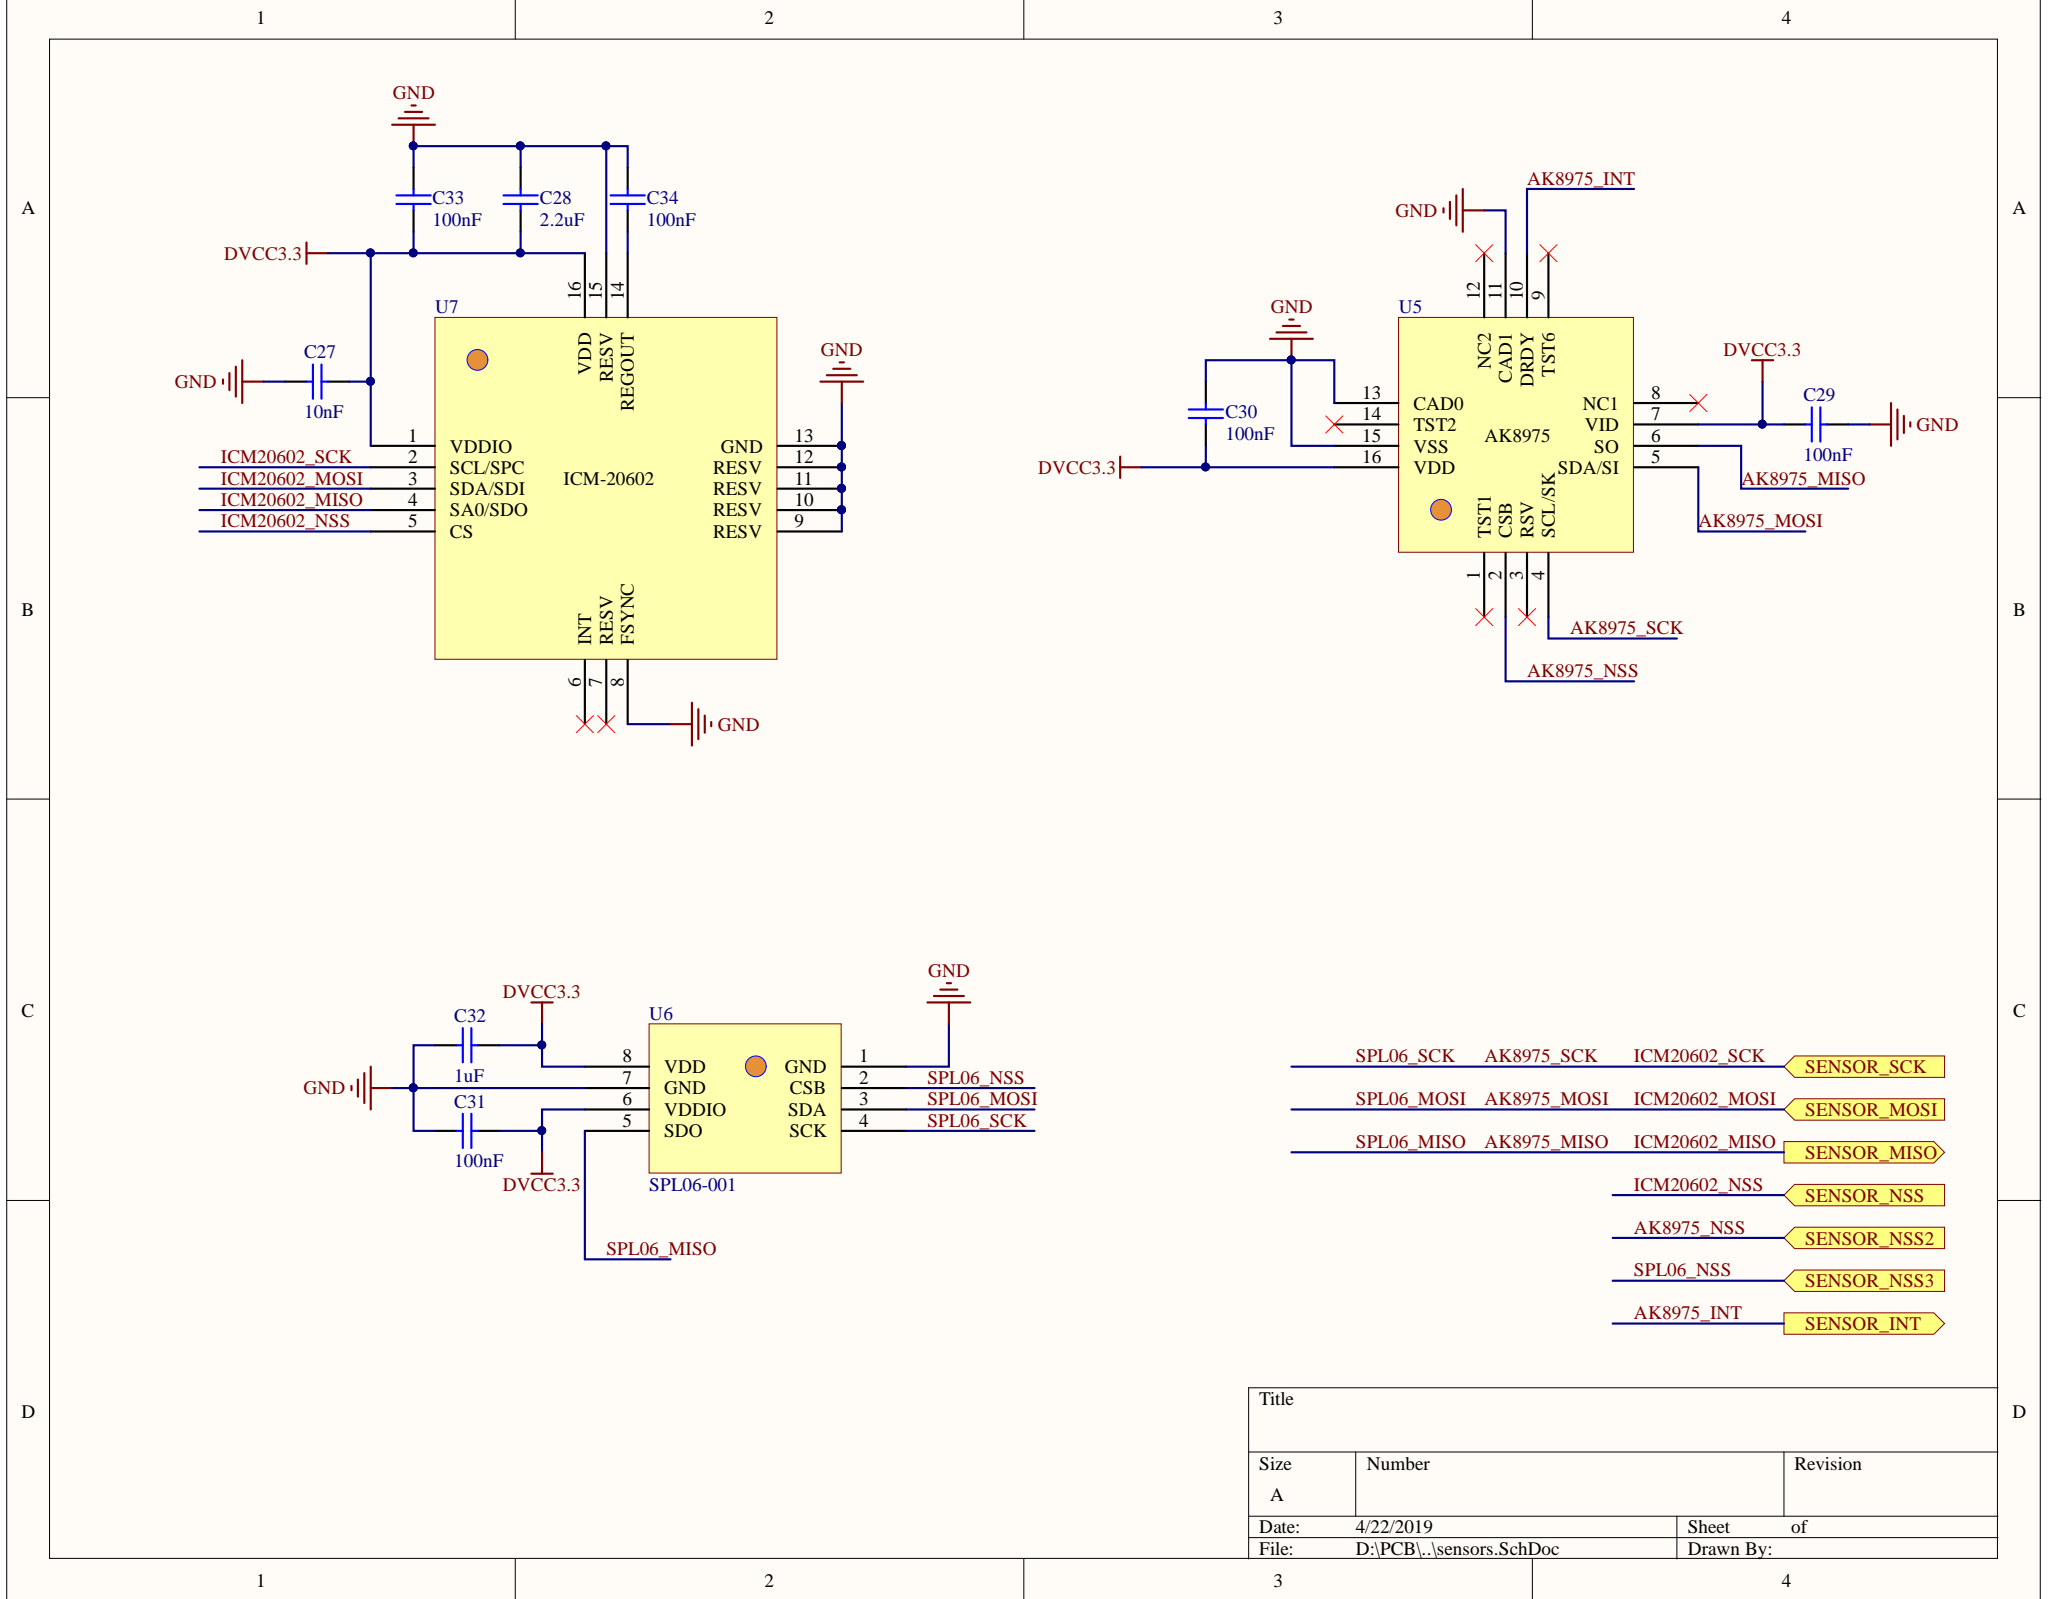 1 2 3 4
A
B
C
D
A
B
C
D
GND
C33
100nF
C28
2.2uF
C34
100nF
DVCC3.3
16
15
14
U7
VDD
RESV
REGOUT
C27
GND
10nF
GND
1 VDDIO
ICM20602_SCK 2 SCL/SPC
ICM20602_MOSI 3 SDA/SDI
ICM20602_MISO 4 SA0/SDO
ICM20602_NSS 5 CS
ICM-20602
GND 13
RESV 12
RESV 11
RESV 10
RESV 9
INT
RESV
FSYNC
6
7
8
GND
AK8975_INT
GND
12
11
10
9
U5
NC2
CAD1
DRDY
TST6
GND
C30
100nF
DVCC3.3
13 CAD0
14 TST2
15 VSS
16 VDD
AK8975
NC1 8
VID 7
SO 6
SDA/SI 5
DVCC3.3
C29
100nF
GND
AK8975_MISO
AK8975_MOSI
TST1
CSB
RSV
SCL/SK
1
2
3
4
AK8975_SCK
AK8975_NSS
DVCC3.3
C32
1uF
GND
C31
100nF
DVCC3.3
U6
8 VDD
7 GND
6 VDDIO
5 SDO
GND 1
CSB 2
SDA 3
SCK 4
SPL06-001
GND
SPL06_NSS
SPL06_MOSI
SPL06_SCK
SPL06_MISO
SPL06_SCK AK8975_SCK ICM20602_SCK SENSOR_SCK
SPL06_MOSI AK8975_MOSI ICM20602_MOSI SENSOR_MOSI
SPL06_MISO AK8975_MISO ICM20602_MISO SENSOR_MISO
ICM20602_NSS SENSOR_NSS
AK8975_NSS SENSOR_NSS2
SPL06_NSS SENSOR_NSS3
AK8975_INT SENSOR_INT
Title
Size Number Revision
A
Date: 4/22/2019 Sheet of
File: D:\PCB\..\sensors.SchDoc Drawn By:
1 2 3 4